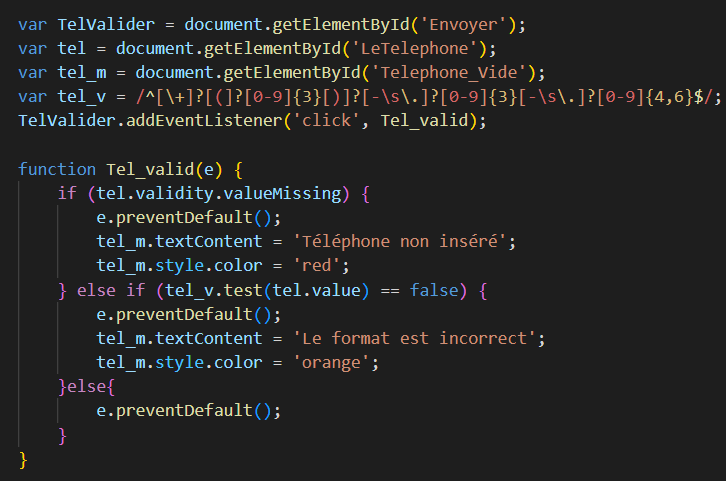 var TelValider = document.getElementById('Envoyer');
var tel = document.getElementById('LeTelephone');
var tel_m = document.getElementById('Telephone_Vide');
var tel_v = /^[\+]?[(]?[0-9]{3}[)]?[-\s\.]?[0-9]{3}[-\s\.]?[0-9]{4,6}$/;
TelValider.addEventListener('click', Tel_valid);

function Tel_valid(e) {
    if (tel.validity.valueMissing) {
        e.preventDefault();
        tel_m.textContent = 'Téléphone non inséré';
        tel_m.style.color = 'red';
    } else if (tel_v.test(tel.value) == false) {
        e.preventDefault();
        tel_m.textContent = 'Le format est incorrect';
        tel_m.style.color = 'orange';
    }else{
        e.preventDefault();
    }
}